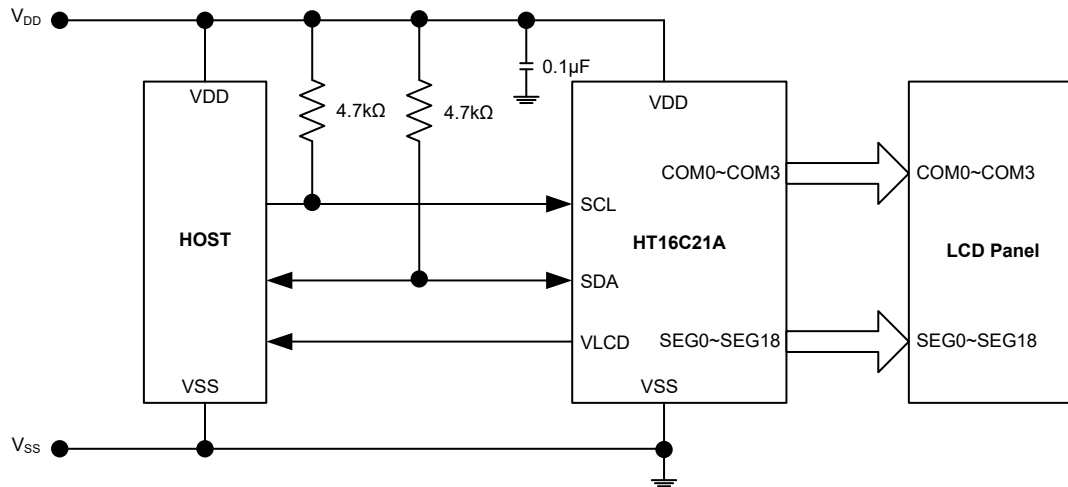 VDD
0.1µF
VDD
4.7kΩ
4.7kΩ
VDD
COM0~COM3
COM0~COM3
SCL
HOST
HT16C21A
LCD Panel
SDA
VLCD
SEG0~SEG18
SEG0~SEG18
VSS
VSS
VSS